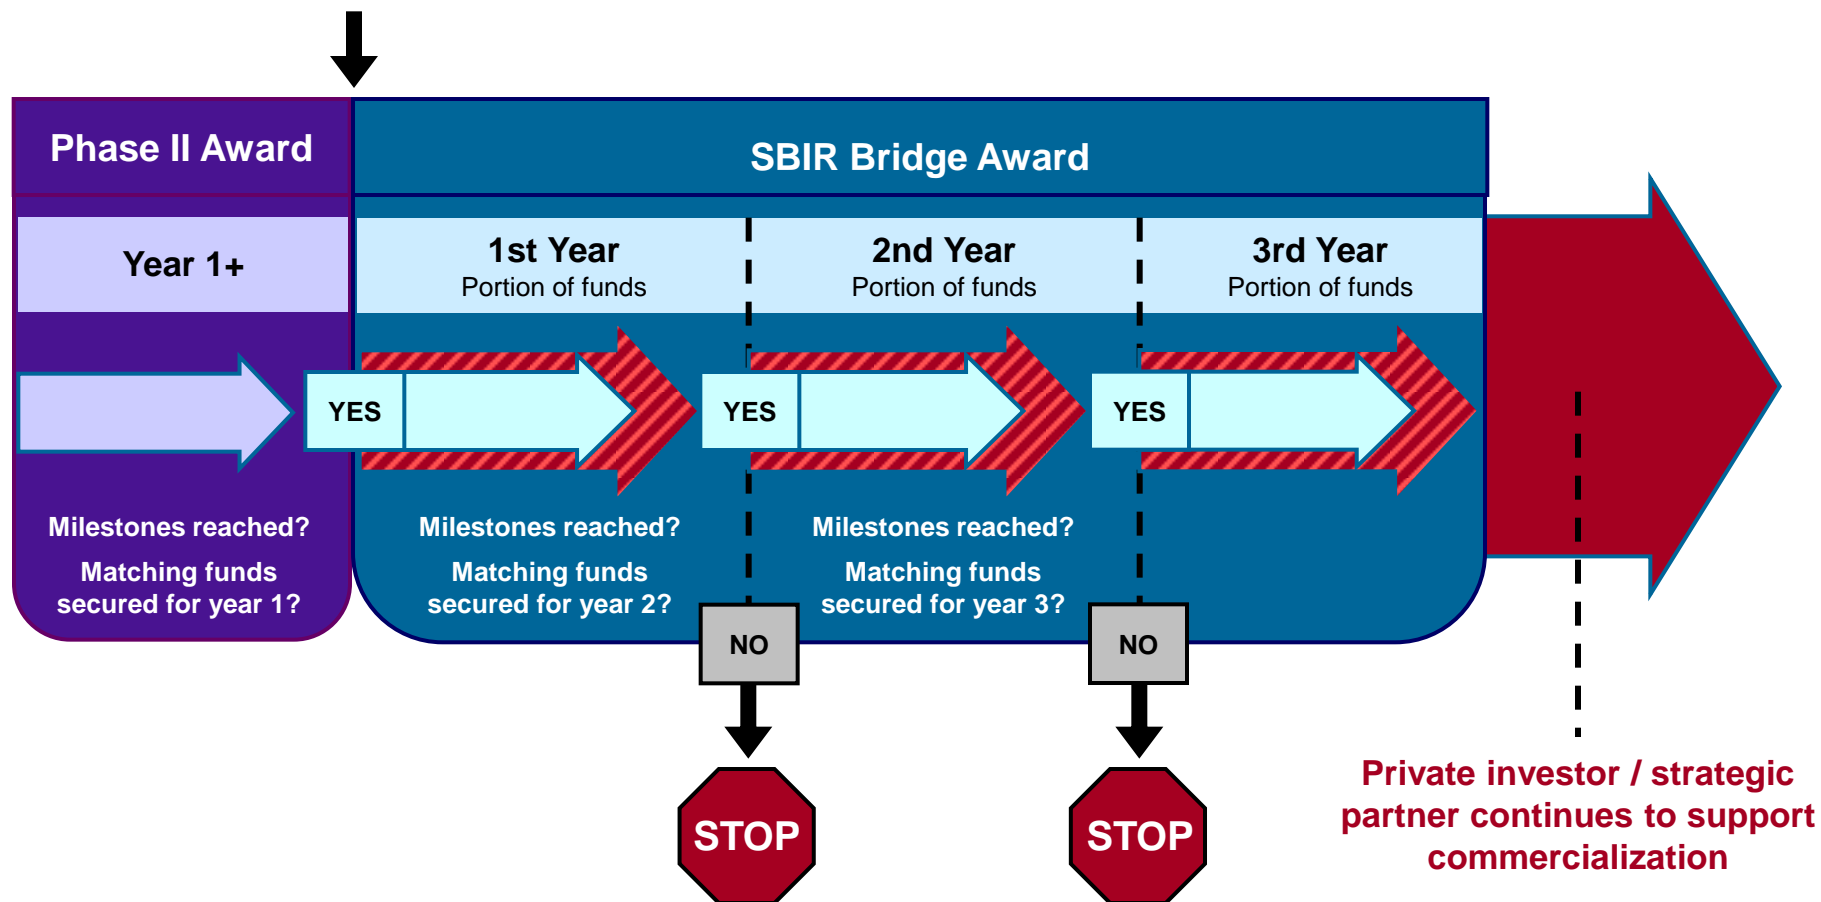 Phase II Award
SBIR Bridge Award
Year 1+
1st Year
Portion of funds
2nd Year
Portion of funds
3rd Year
Portion of funds
YES
YES
YES
Milestones reached?
Matching funds
secured for year 1?
Milestones reached?
Matching funds
secured for year 2?
Milestones reached?
Matching funds
secured for year 3?
NO
NO
STOP
STOP
Private investor / strategic
partner continues to support
commercialization